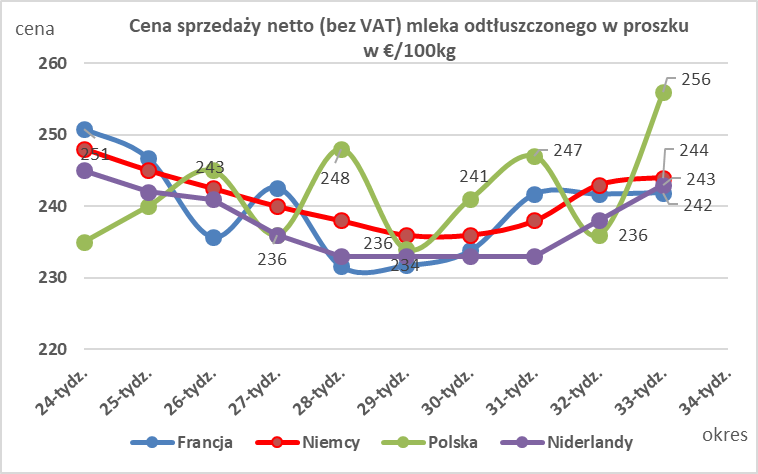 cena
Cena sprzedaży netto (bez VAT) mleka odtłuszczonego w proszku
w €/100kg
260
250
240
230
220
251
243
236
248
236
234
241
247
236
256
244
243
242
24-tydz.
25-tydz.
26-tydz.
27-tydz.
28-tydz.
29-tydz.
30-tydz.
31-tydz.
32-tydz.
33-tydz.
34-tydz.
okres
Francja Niemcy Polska Niderlandy